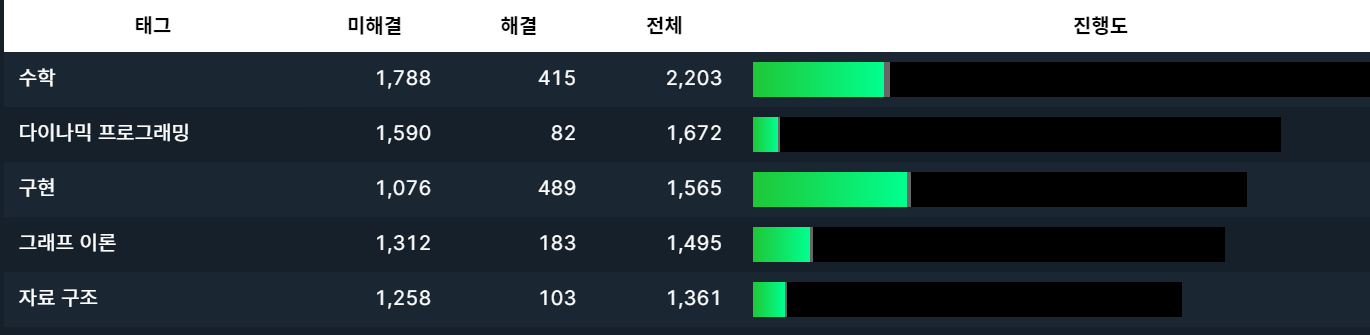 태그 미해결 해결 전체 진행도
수학 1,788 415 2,203
다이나믹 프로그래밍 1,590 82 1,672
구현 1,076 489 1,565
그래프 이론 1,312 183 1,495
자료 구조 1,258 103 1,361